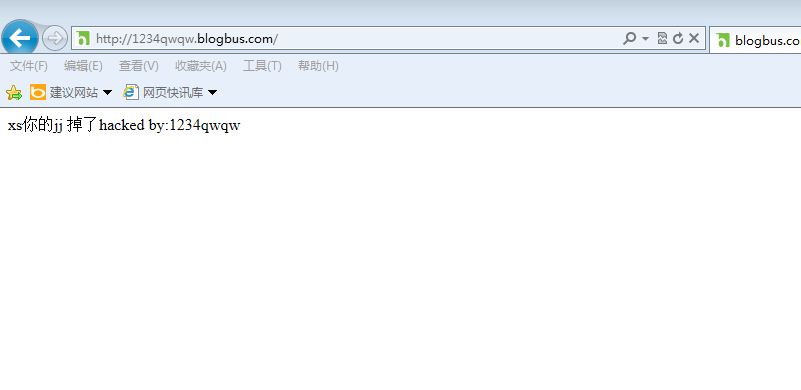 http://1234qwqw.blogbus.com/
blogbus.co
文件(F) 编辑(E) 查看(V) 收藏夹(A) 工具(T) 帮助(H)
建议网站 网页快讯库
xs你的jj 掉了hacked by:1234qwqw